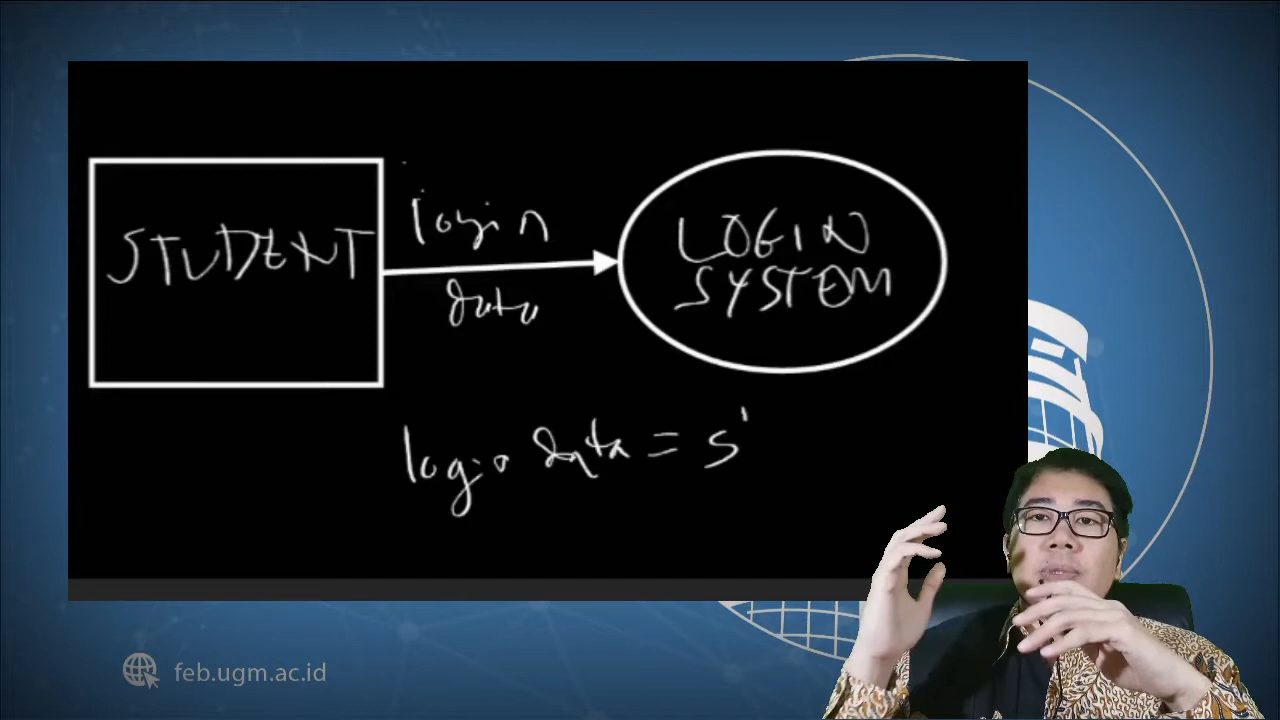 STUDENT
login
data
LOGIN
SYSTEM
login data = s'
feb.ugm.ac.id